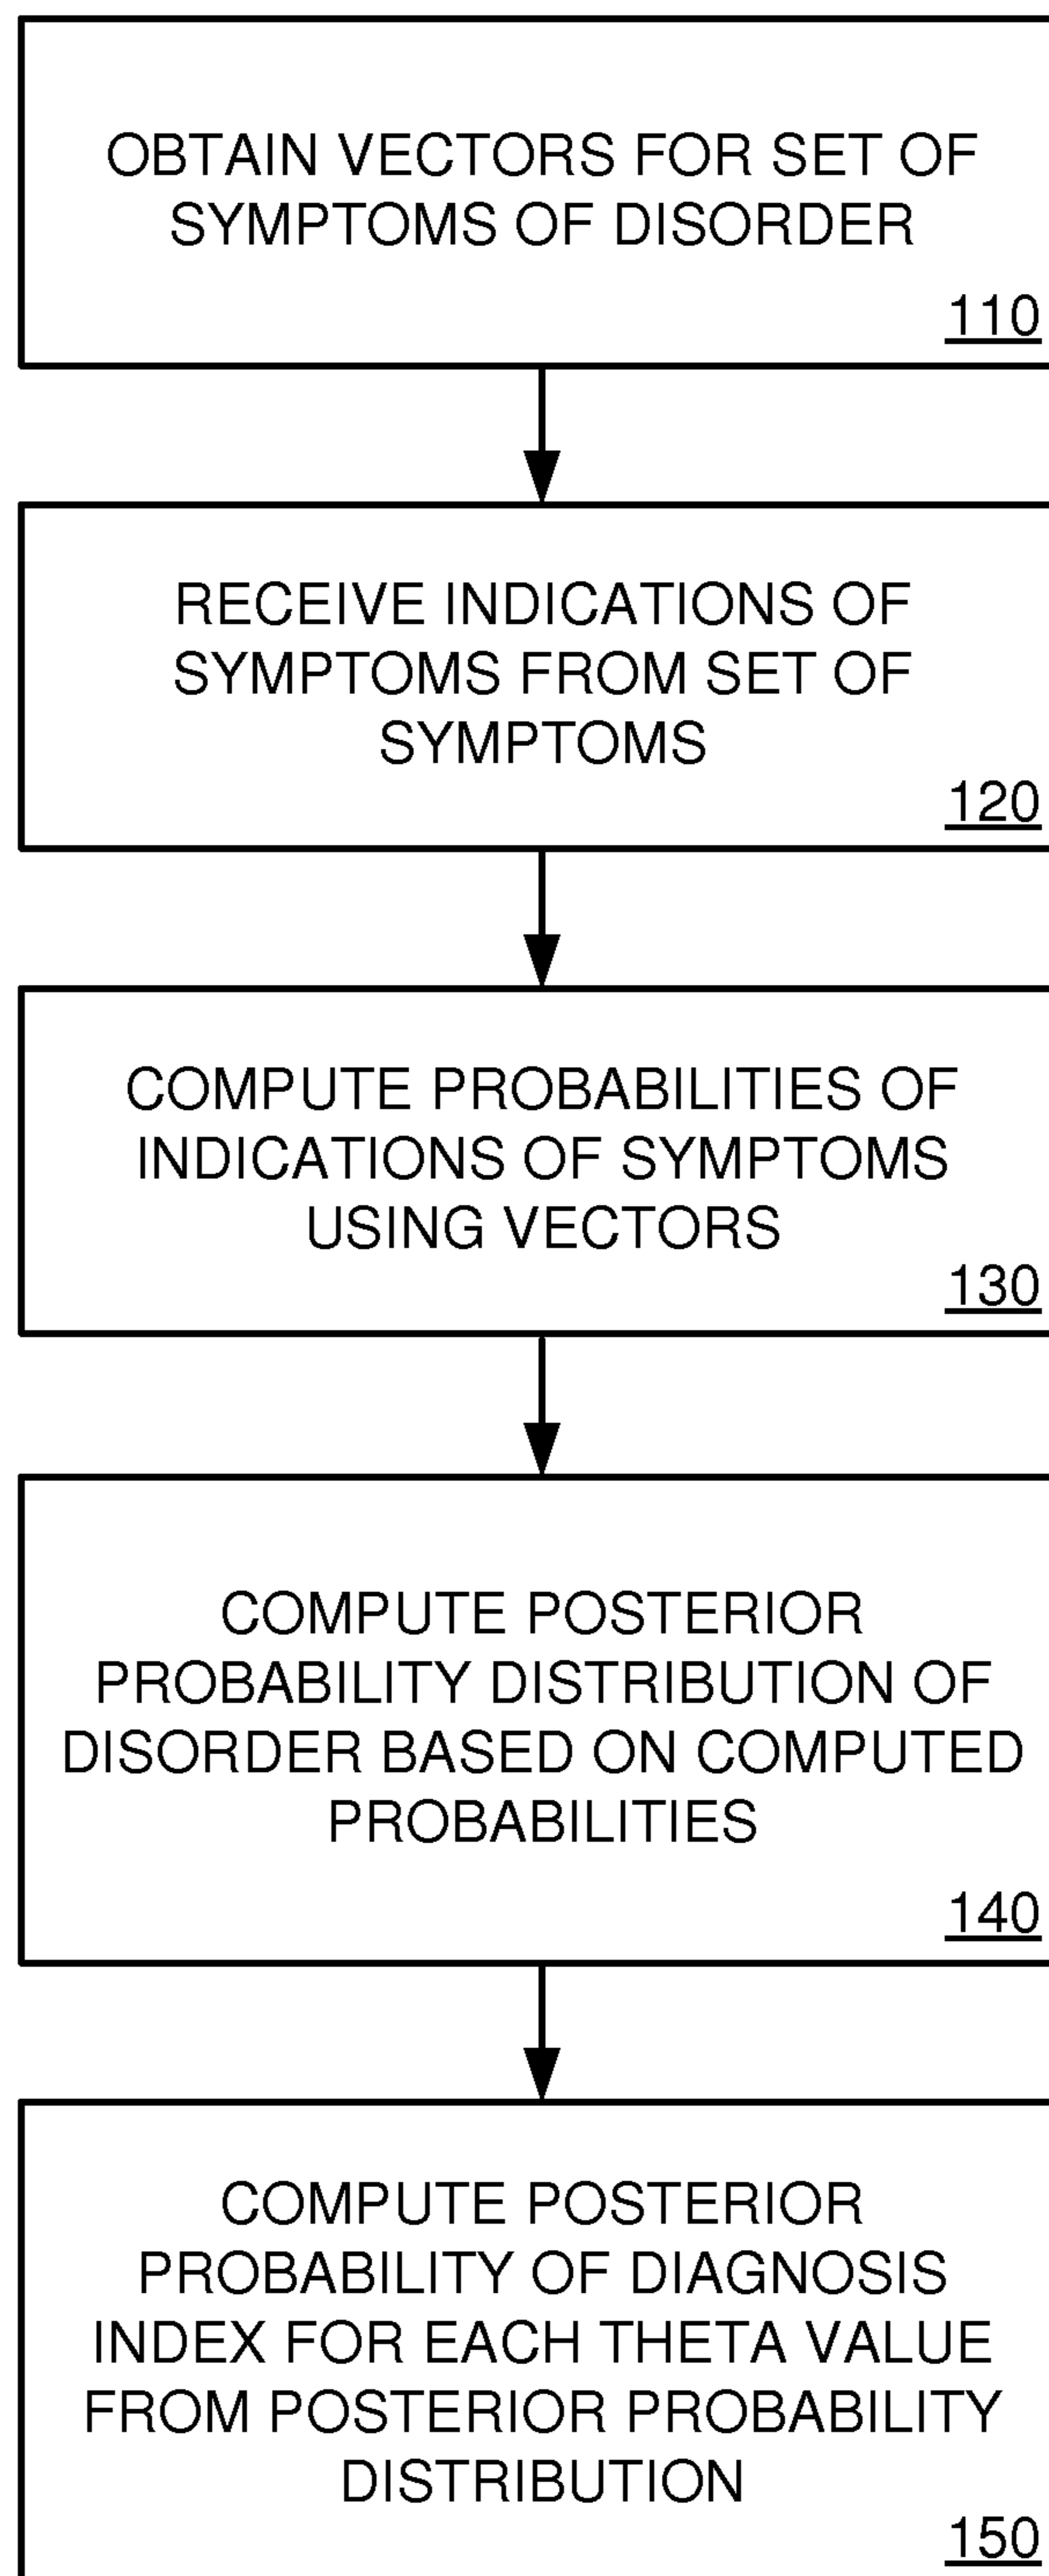 OBTAIN VECTORS FOR SET OF
SYMPTOMS OF DISORDER
110
RECEIVE INDICATIONS OF
SYMPTOMS FROM SET OF
SYMPTOMS
120
COMPUTE PROBABILITIES OF
INDICATIONS OF SYMPTOMS
USING VECTORS
130
COMPUTE POSTERIOR
PROBABILITY DISTRIBUTION OF
DISORDER BASED ON COMPUTED
PROBABILITIES
140
COMPUTE POSTERIOR
PROBABILITY OF DIAGNOSIS
INDEX FOR EACH THETA VALUE
FROM POSTERIOR PROBABILITY
DISTRIBUTION
150